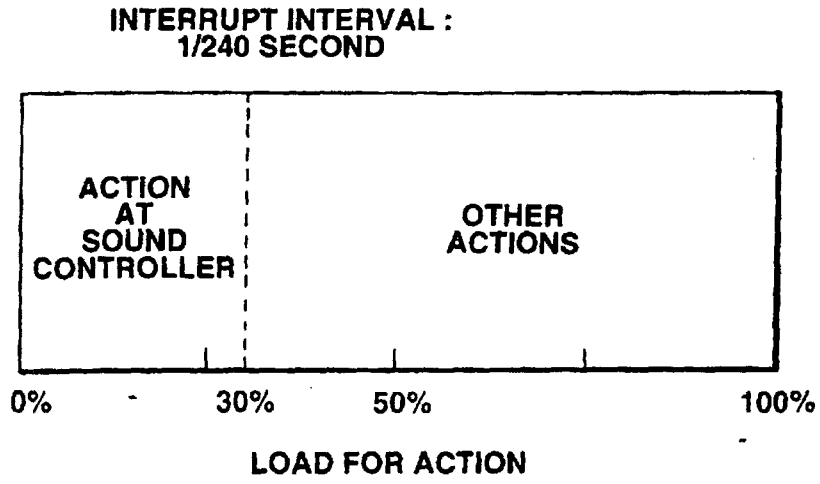 INTERRUPT INTERVAL :
1/240 SECOND
ACTION
AT
SOUND
CONTROLLER
OTHER
ACTIONS
0% 30% 50% 100%
LOAD FOR ACTION